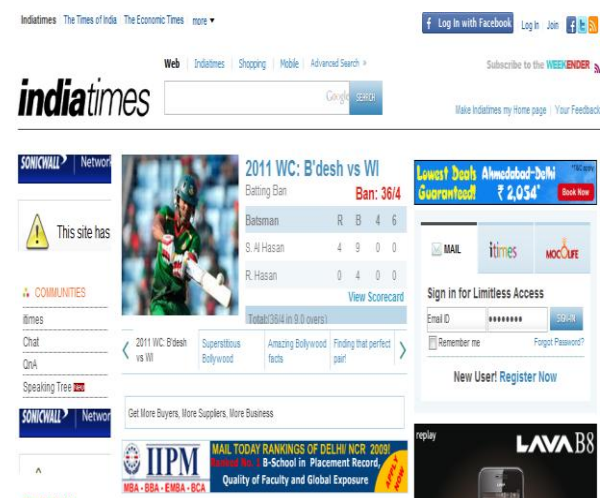 Indiatimes The Times of India The Economic Times more ▼
f Log In with Facebook Log In Join
Web Indiatimes Shopping Mobile Advanced Search »
Subscribe to the WEEKENDER
indiatimes
Google SEARCH
Make Indiatimes my Home page Your Feedback
SONICWALL Network
This site has
COMMUNITIES
itimes
Chat
QnA
Speaking Tree NEW
SONICWALL Networ
2011 WC: B'desh vs WI
Batting Ban Ban: 36/4
Batsman R B 4 6
S. Al Hasan 4 9 0 0
R. Hasan 0 4 0 0
View Scorecard
Total:(36/4 in 9.0 overs)
2011 WC: B'desh vs WI
Superstitious Bollywood
Amazing Bollywood facts
Finding that perfect pair!
Get More Buyers, More Suppliers, More Business
IIPM
MBA - BBA - EMBA - BCA
MAIL TODAY RANKINGS OF DELHI/ NCR 2009!
Ranked No. 1 B-School in Placement Record,
Quality of Faculty and Global Exposure
APPLY NOW
Lowest Deals Ahmedabad-Delhi
Guaranteed! ₹ 2,054* Book Now
MAIL itimes MOCOLIFE
Sign in for Limitless Access
Email ID SIGN-IN
Remember me Forgot Password?
New User! Register Now
replay
LAVA B8